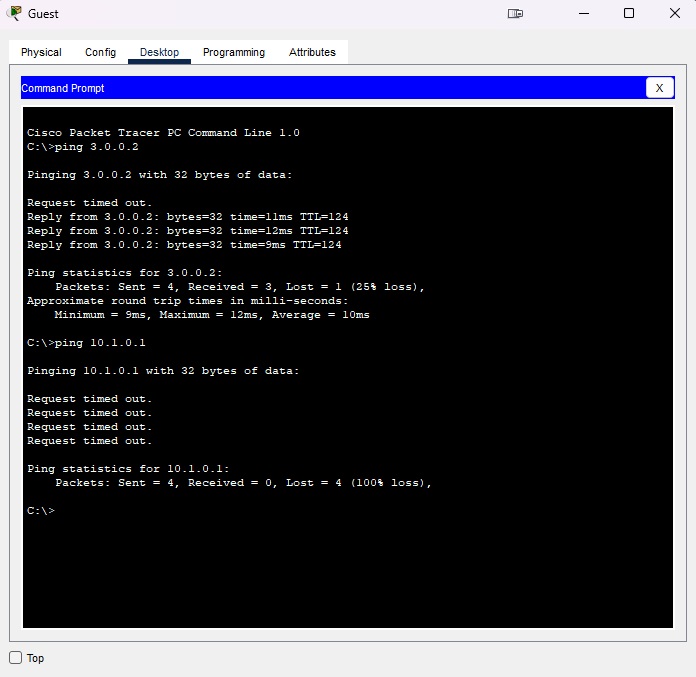 Guest
Physical Config Desktop Programming Attributes
Command Prompt
X
Cisco Packet Tracer PC Command Line 1.0
C:\>ping 3.0.0.2
Pinging 3.0.0.2 with 32 bytes of data:
Request timed out.
Reply from 3.0.0.2: bytes=32 time=11ms TTL=124
Reply from 3.0.0.2: bytes=32 time=12ms TTL=124
Reply from 3.0.0.2: bytes=32 time=9ms TTL=124
Ping statistics for 3.0.0.2:
    Packets: Sent = 4, Received = 3, Lost = 1 (25% loss),
Approximate round trip times in milli-seconds:
    Minimum = 9ms, Maximum = 12ms, Average = 10ms
C:\>ping 10.1.0.1
Pinging 10.1.0.1 with 32 bytes of data:
Request timed out.
Request timed out.
Request timed out.
Request timed out.
Ping statistics for 10.1.0.1:
    Packets: Sent = 4, Received = 0, Lost = 4 (100% loss),
C:\>
Top